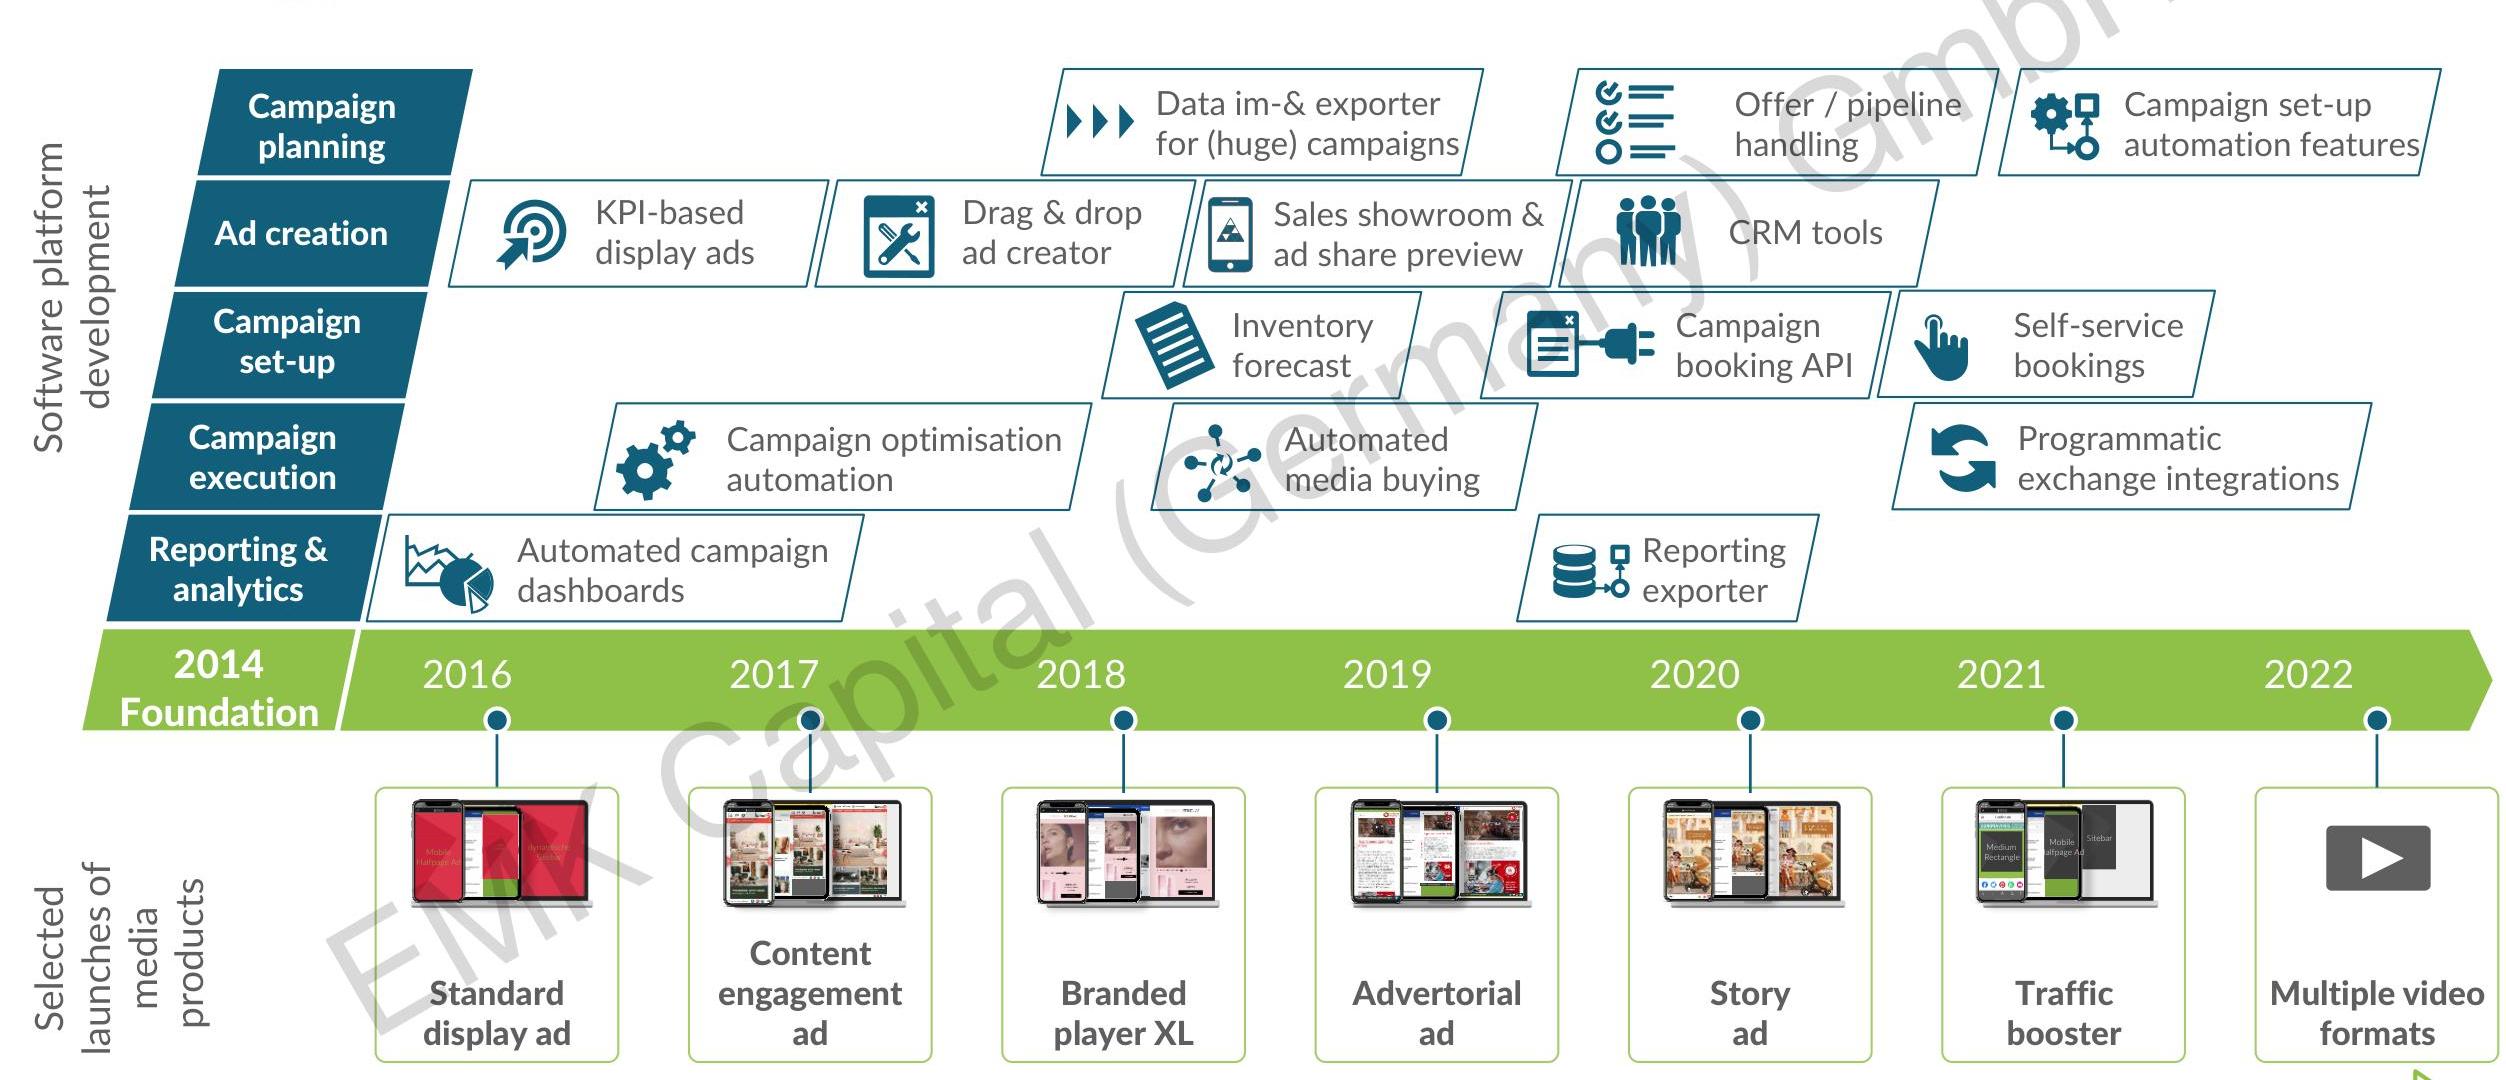 Software platform
development
Campaign
planning
Data im-& exporter
for (huge) campaigns
Offer / pipeline
handling
Campaign set-up
automation features
Ad creation
KPI-based
display ads
Drag & drop
ad creator
Sales showroom &
ad share preview
CRM tools
Campaign
set-up
Inventory
forecast
Campaign
booking API
Self-service
bookings
Campaign
execution
Campaign optimisation
automation
Automated
media buying
Programmatic
exchange integrations
Reporting &
analytics
Automated campaign
dashboards
Reporting
exporter
2014
Foundation
2016
2017
2018
2019
2020
2021
2022
Selected
launches of
media
products
Mobile
Halfpage Ad
dynamische
Sitebar
Standard
display ad
Content
engagement
ad
Branded
player XL
Advertorial
ad
Story
ad
Medium
Rectangle
Mobile
Halfpage Ad
Sitebar
Traffic
booster
Multiple video
formats
EMK Capital (Germany) GmbH